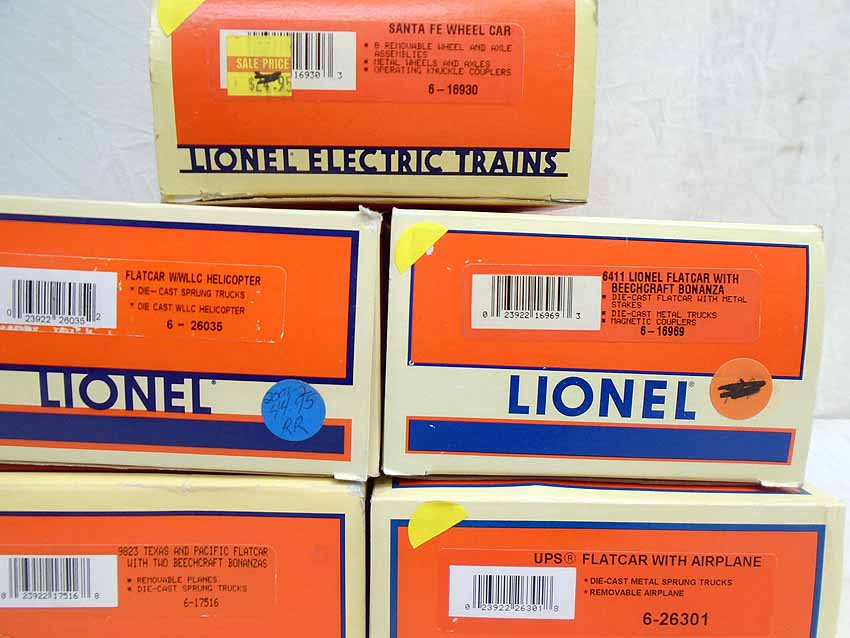 SANTA FE WHEEL CAR
• 8 REMOVABLE WHEEL AND AXLE
ASSEMBLIES
• METAL WHEELS AND AXLES
• OPERATING KNUCKLE COUPLERS
6-16930
SALE PRICE
$24.95
16930 3
LIONEL ELECTRIC TRAINS
FLATCAR W/WLLC HELICOPTER
* DIE-CAST SPRUNG TRUCKS
* DIE CAST WLLC HELICOPTER
6-26035
0 23922 26035 2
LIONEL®
44.95
RR
6411 LIONEL FLATCAR WITH
BEECHCRAFT BONANZA
■ DIE-CAST FLATCAR WITH METAL
STAKES
■ DIE-CAST METAL TRUCKS
■ MAGNETIC COUPLERS
6-16969
0 23922 16969 3
LIONEL®
9823 TEXAS AND PACIFIC FLATCAR
WITH TWO BEECHCRAFT BONANZAS
■ REMOVABLE PLANES
■ DIE-CAST SPRUNG TRUCKS
6-17516
23922 17516 8
UPS® FLATCAR WITH AIRPLANE
• DIE-CAST METAL SPRUNG TRUCKS
• REMOVABLE AIRPLANE
6-26301
0 23922 26301 8